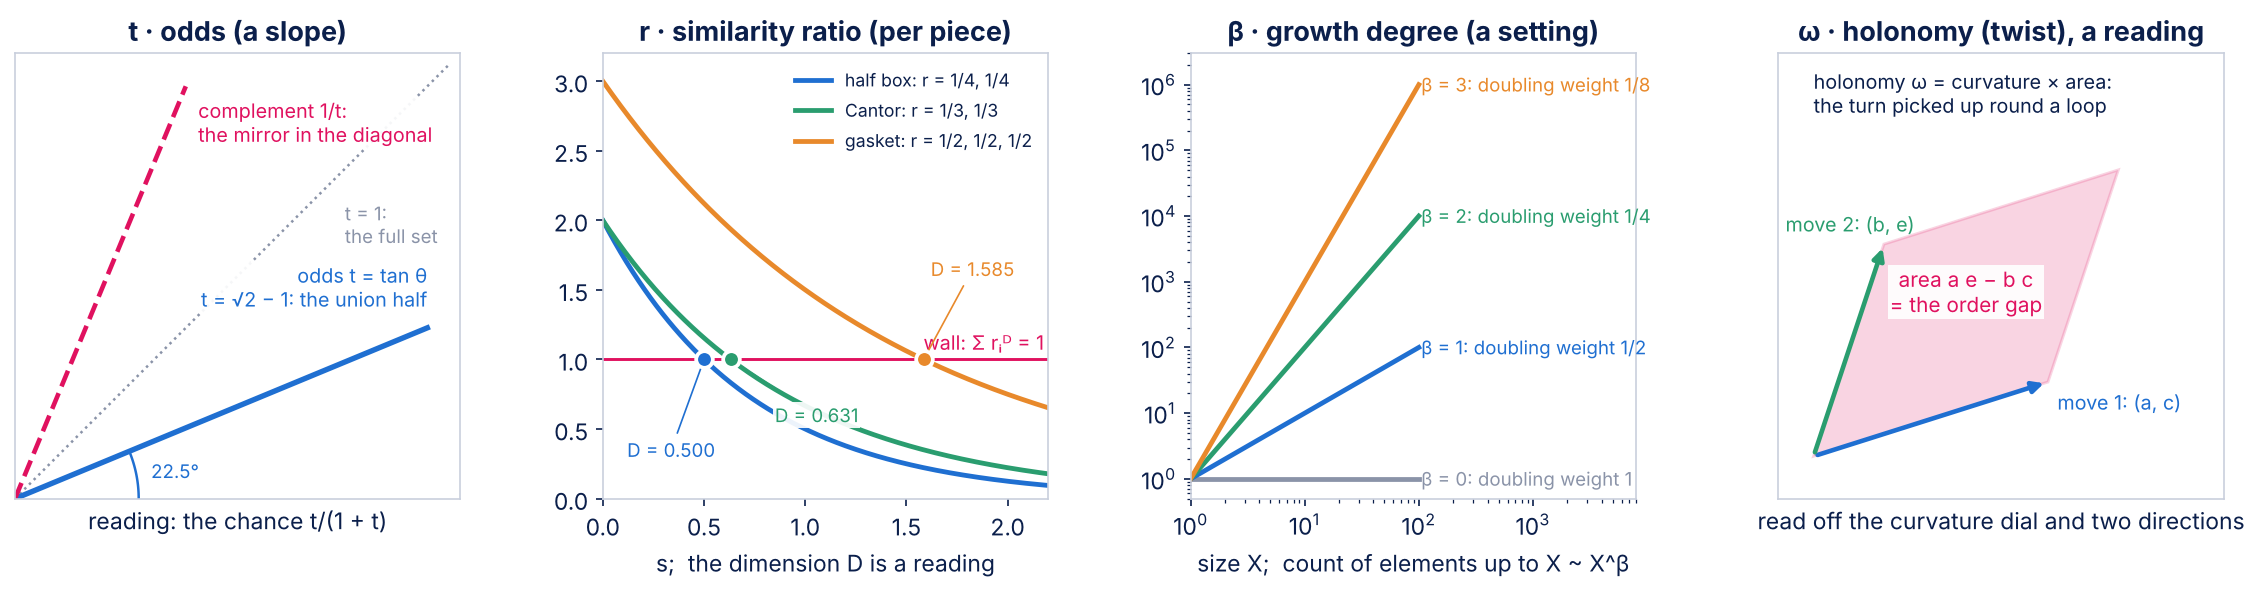 t · odds (a slope)
complement 1/t:
the mirror in the diagonal
t = 1:
the full set
odds t = tan θ
t = √2 − 1: the union half
22.5°
reading: the chance t/(1 + t)
r · similarity ratio (per piece)
half box: r = 1/4, 1/4
Cantor: r = 1/3, 1/3
gasket: r = 1/2, 1/2, 1/2
D = 1.585
wall: Σ rᵢᴰ = 1
D = 0.631
D = 0.500
3.0
2.5
2.0
1.5
1.0
0.5
0.0
0.0 0.5 1.0 1.5 2.0
s; the dimension D is a reading
β · growth degree (a setting)
10⁶
10⁵
10⁴
10³
10²
10¹
10⁰
β = 3: doubling weight 1/8
β = 2: doubling weight 1/4
β = 1: doubling weight 1/2
β = 0: doubling weight 1
10⁰ 10¹ 10² 10³
size X; count of elements up to X ~ X^β
ω · holonomy (twist), a reading
holonomy ω = curvature × area:
the turn picked up round a loop
move 2: (b, e)
area a e − b c
= the order gap
move 1: (a, c)
read off the curvature dial and two directions